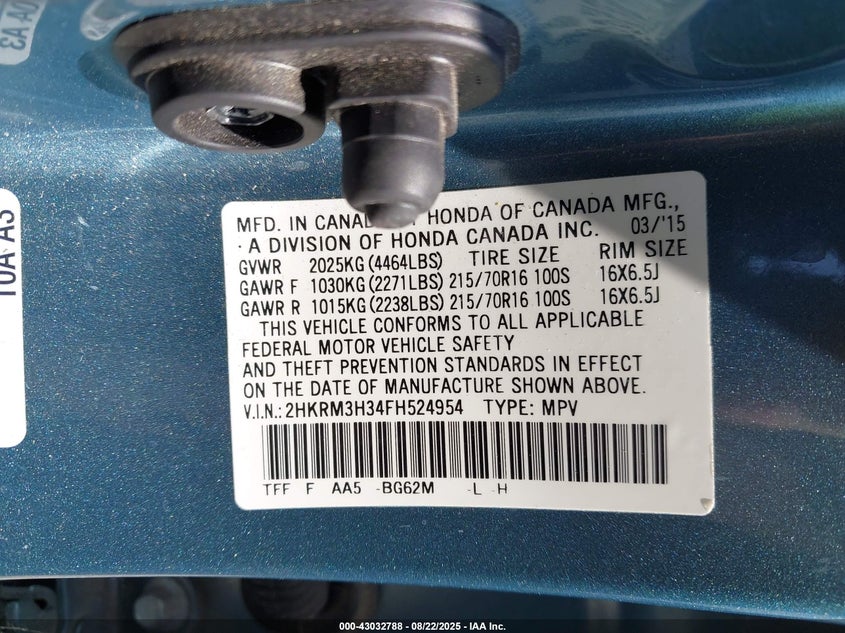 MFD. IN CANAD HONDA OF CANADA MFG.,
A DIVISION OF HONDA CANADA INC. 03/'15
GVWR 2025KG (4464LBS) TIRE SIZE RIM SIZE
GAWR F 1030KG (2271LBS) 215/70R16 100S 16X6.5J
GAWR R 1015KG (2238LBS) 215/70R16 100S 16X6.5J
THIS VEHICLE CONFORMS TO ALL APPLICABLE
FEDERAL MOTOR VEHICLE SAFETY
AND THEFT PREVENTION STANDARDS IN EFFECT
ON THE DATE OF MANUFACTURE SHOWN ABOVE.
V.I.N.: 2HKRM3H34FH524954 TYPE: MPV
TFF F AA5 -BG62M -L -H
000-43032788 - 08/22/2025 - IAA Inc.